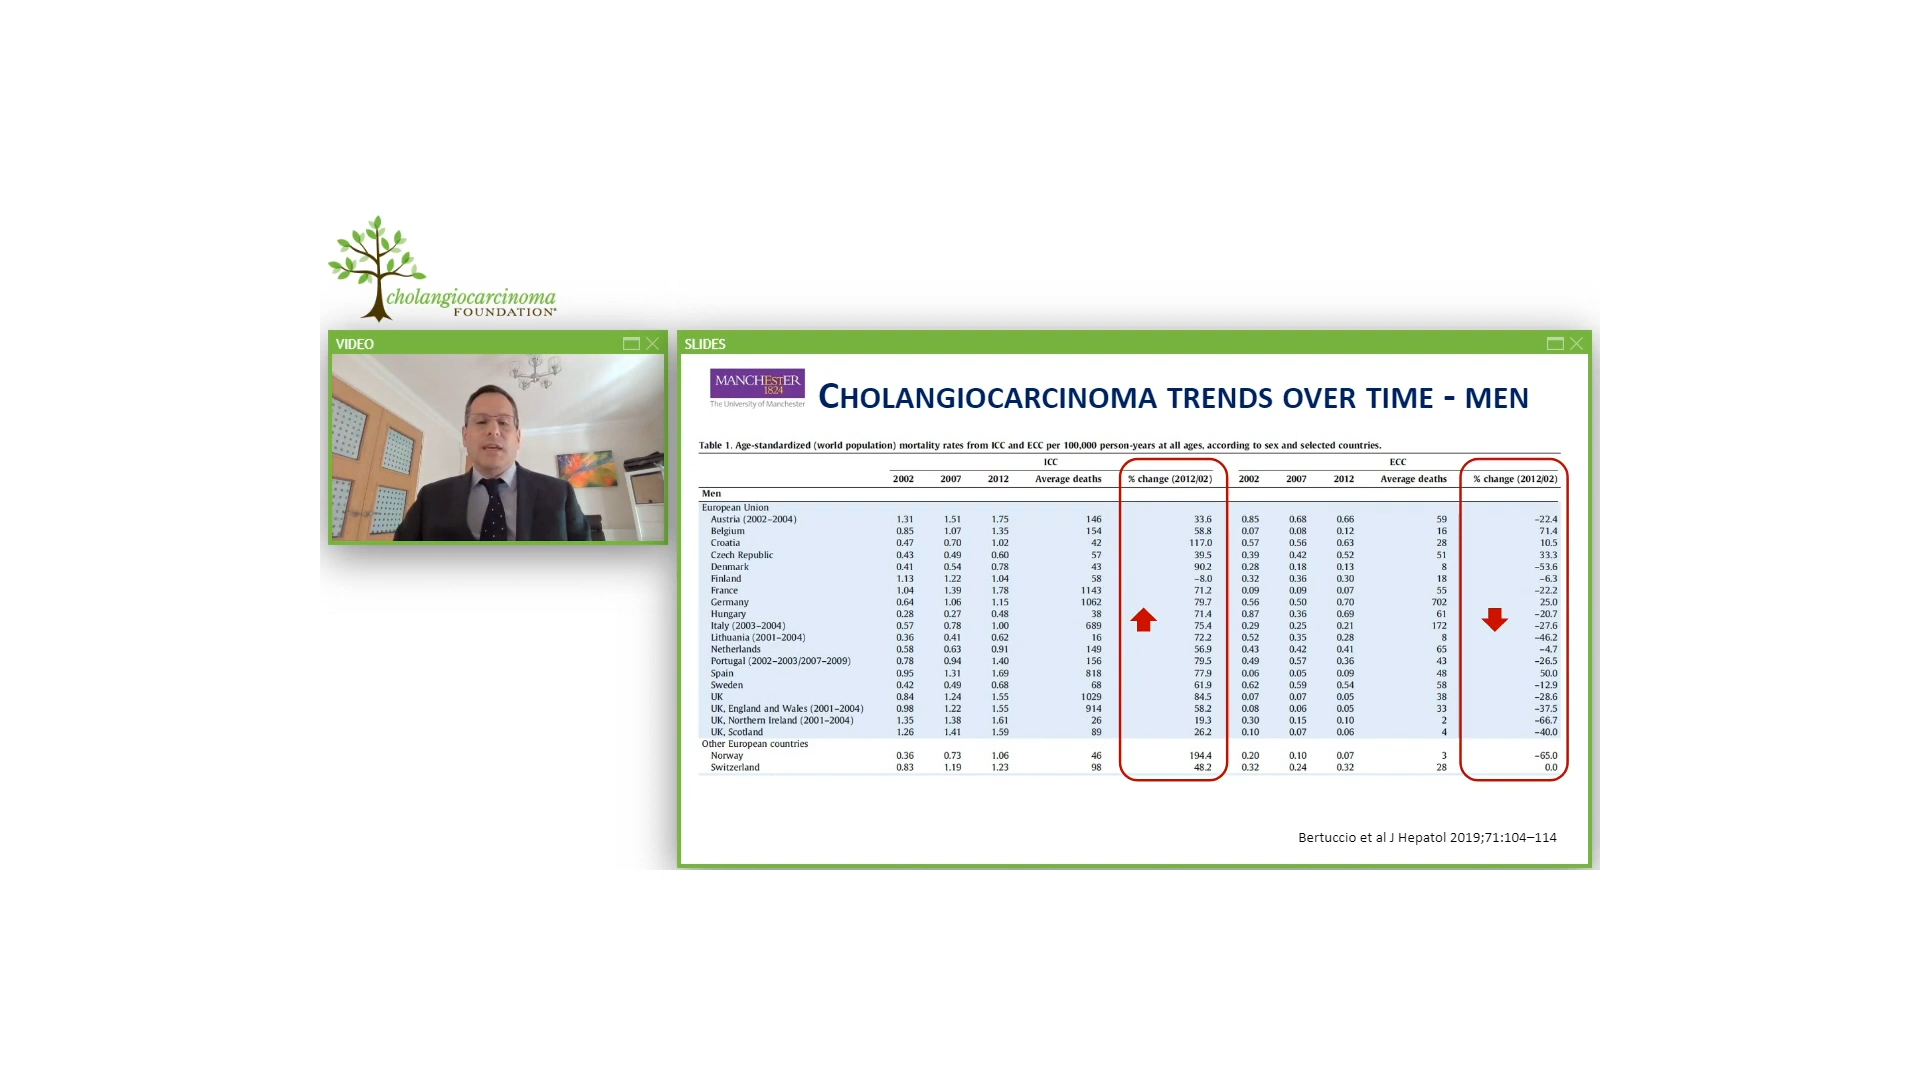 cholangiocarcinoma
FOUNDATION®
VIDEO
SLIDES
MANCHESTER
1824
The University of Manchester
CHOLANGIOCARCINOMA TRENDS OVER TIME - MEN
Table 1. Age-standardized (world population) mortality rates from ICC and ECC per 100,000 person-years at all ages, according to sex and selected countries.
ICC ECC
2002 2007 2012 Average deaths % change (2012/02) 2002 2007 2012 Average deaths % change (2012/02)
Men
European Union
Austria (2002–2004) 1.31 1.51 1.75 146 33.6 0.85 0.68 0.66 59 −22.4
Belgium 0.85 1.07 1.35 154 58.8 0.07 0.08 0.12 16 71.4
Croatia 0.47 0.70 1.02 42 117.0 0.57 0.56 0.63 28 10.5
Czech Republic 0.43 0.49 0.60 57 39.5 0.39 0.42 0.52 51 33.3
Denmark 0.41 0.54 0.78 43 90.2 0.28 0.18 0.13 8 −53.6
Finland 1.13 1.22 1.04 58 −8.0 0.32 0.36 0.30 18 −6.3
France 1.04 1.39 1.78 1143 71.2 0.09 0.09 0.07 55 −22.2
Germany 0.64 1.06 1.15 1062 79.7 0.56 0.50 0.70 702 25.0
Hungary 0.28 0.27 0.48 38 71.4 0.87 0.36 0.69 61 −20.7
Italy (2003–2004) 0.57 0.78 1.00 689 75.4 0.29 0.25 0.21 172 −27.6
Lithuania (2001–2004) 0.36 0.41 0.62 16 72.2 0.52 0.35 0.28 8 −46.2
Netherlands 0.58 0.63 0.91 149 56.9 0.43 0.42 0.41 65 −4.7
Portugal (2002–2003/2007–2009) 0.78 0.94 1.40 156 79.5 0.49 0.57 0.36 43 −26.5
Spain 0.95 1.31 1.69 818 77.9 0.06 0.05 0.09 48 50.0
Sweden 0.42 0.49 0.68 68 61.9 0.62 0.59 0.54 58 −12.9
UK 0.84 1.24 1.55 1029 84.5 0.07 0.07 0.05 38 −28.6
UK, England and Wales (2001–2004) 0.98 1.22 1.55 914 58.2 0.08 0.06 0.05 33 −37.5
UK, Northern Ireland (2001–2004) 1.35 1.38 1.61 26 19.3 0.30 0.15 0.10 2 −66.7
UK, Scotland 1.26 1.41 1.59 89 26.2 0.10 0.07 0.06 4 −40.0
Other European countries
Norway 0.36 0.73 1.06 46 194.4 0.20 0.10 0.07 3 −65.0
Switzerland 0.83 1.19 1.23 98 48.2 0.32 0.24 0.32 28 0.0
Bertuccio et al J Hepatol 2019;71:104–114